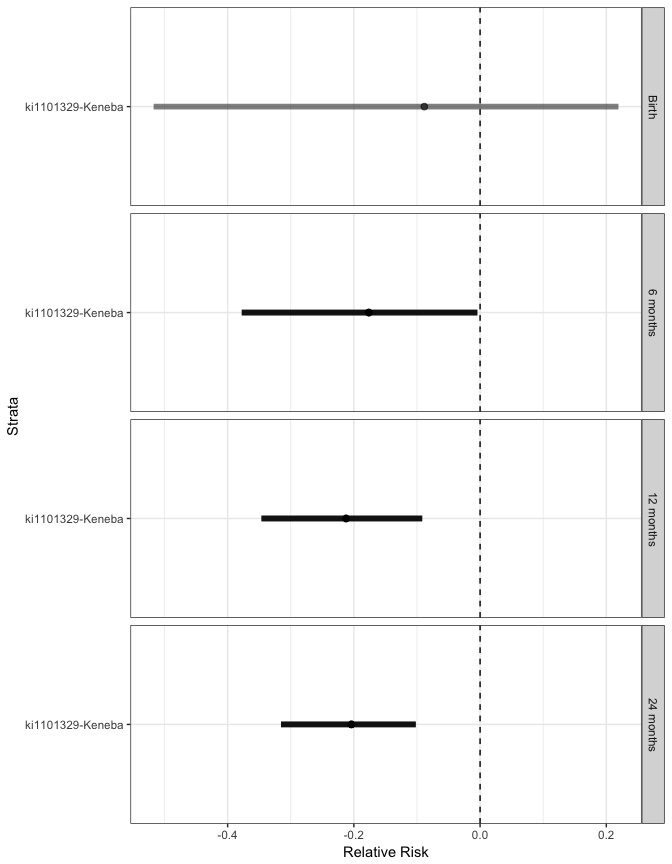 ki1101329-Keneba
Birth
ki1101329-Keneba
6 months
ki1101329-Keneba
12 months
ki1101329-Keneba
24 months
Strata
-0.4 -0.2 0.0 0.2
Relative Risk